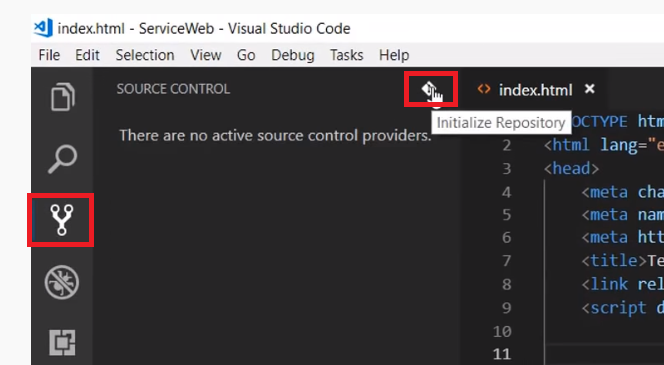 index.html - ServiceWeb - Visual Studio Code
File Edit Selection View Go Debug Tasks Help
SOURCE CONTROL
index.html ×
There are no active source control providers.
Initialize Repository
OCTYPE htm
2 <html lang="e
3 <head>
4 <meta cha
5 <meta nam
6 <meta htt
7 <title>Te
8 <link rel
9 <script d
10
11